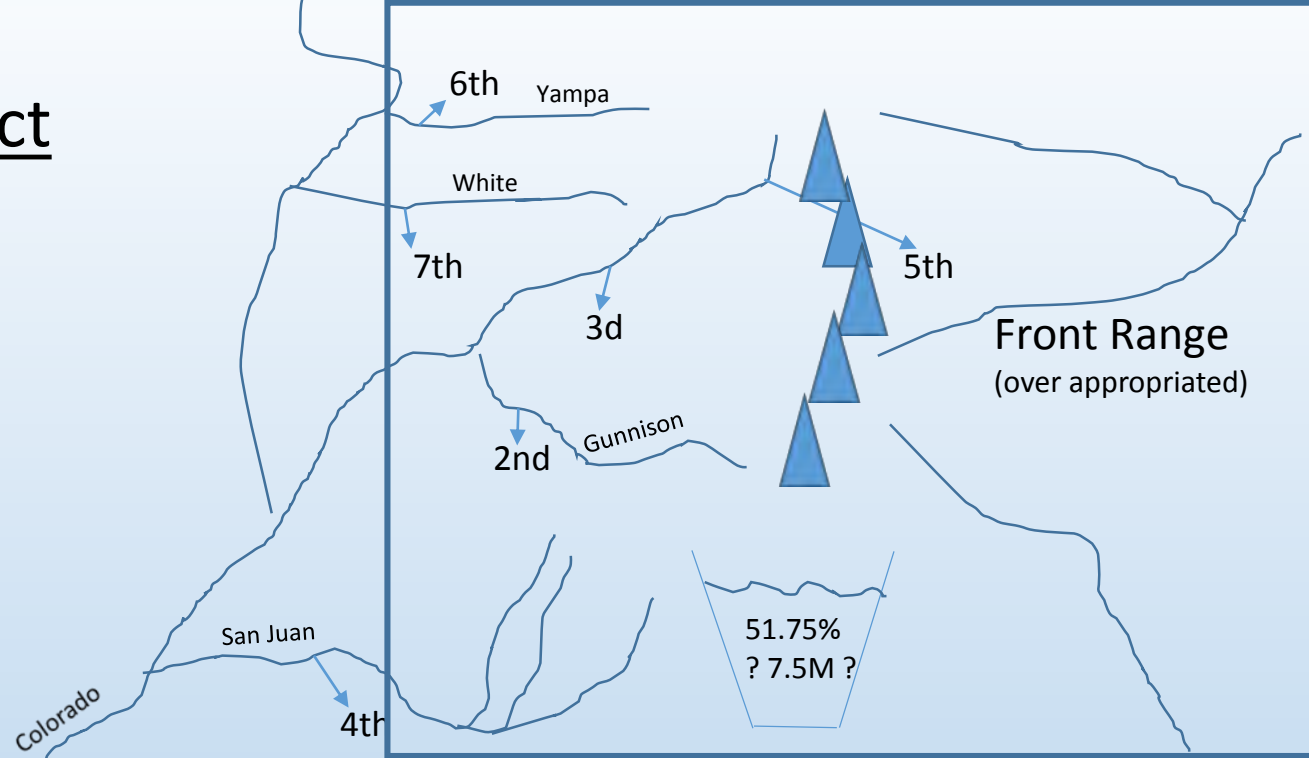 ct
6th
Yampa
White
7th
5th
3d
Front Range
(over appropriated)
Gunnison
2nd
51.75%
? 7.5M ?
San Juan
4th
Colorado